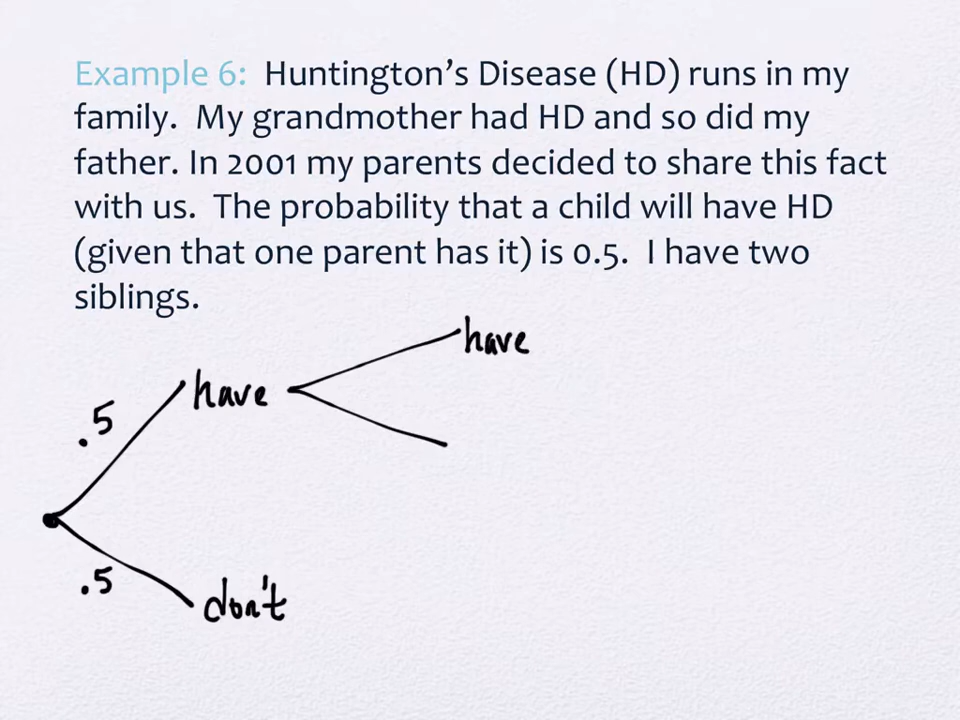 Example 6: Huntington’s Disease (HD) runs in my
family. My grandmother had HD and so did my
father. In 2001 my parents decided to share this fact
with us. The probability that a child will have HD
(given that one parent has it) is 0.5. I have two
siblings.
have
have
.5
.5
don't